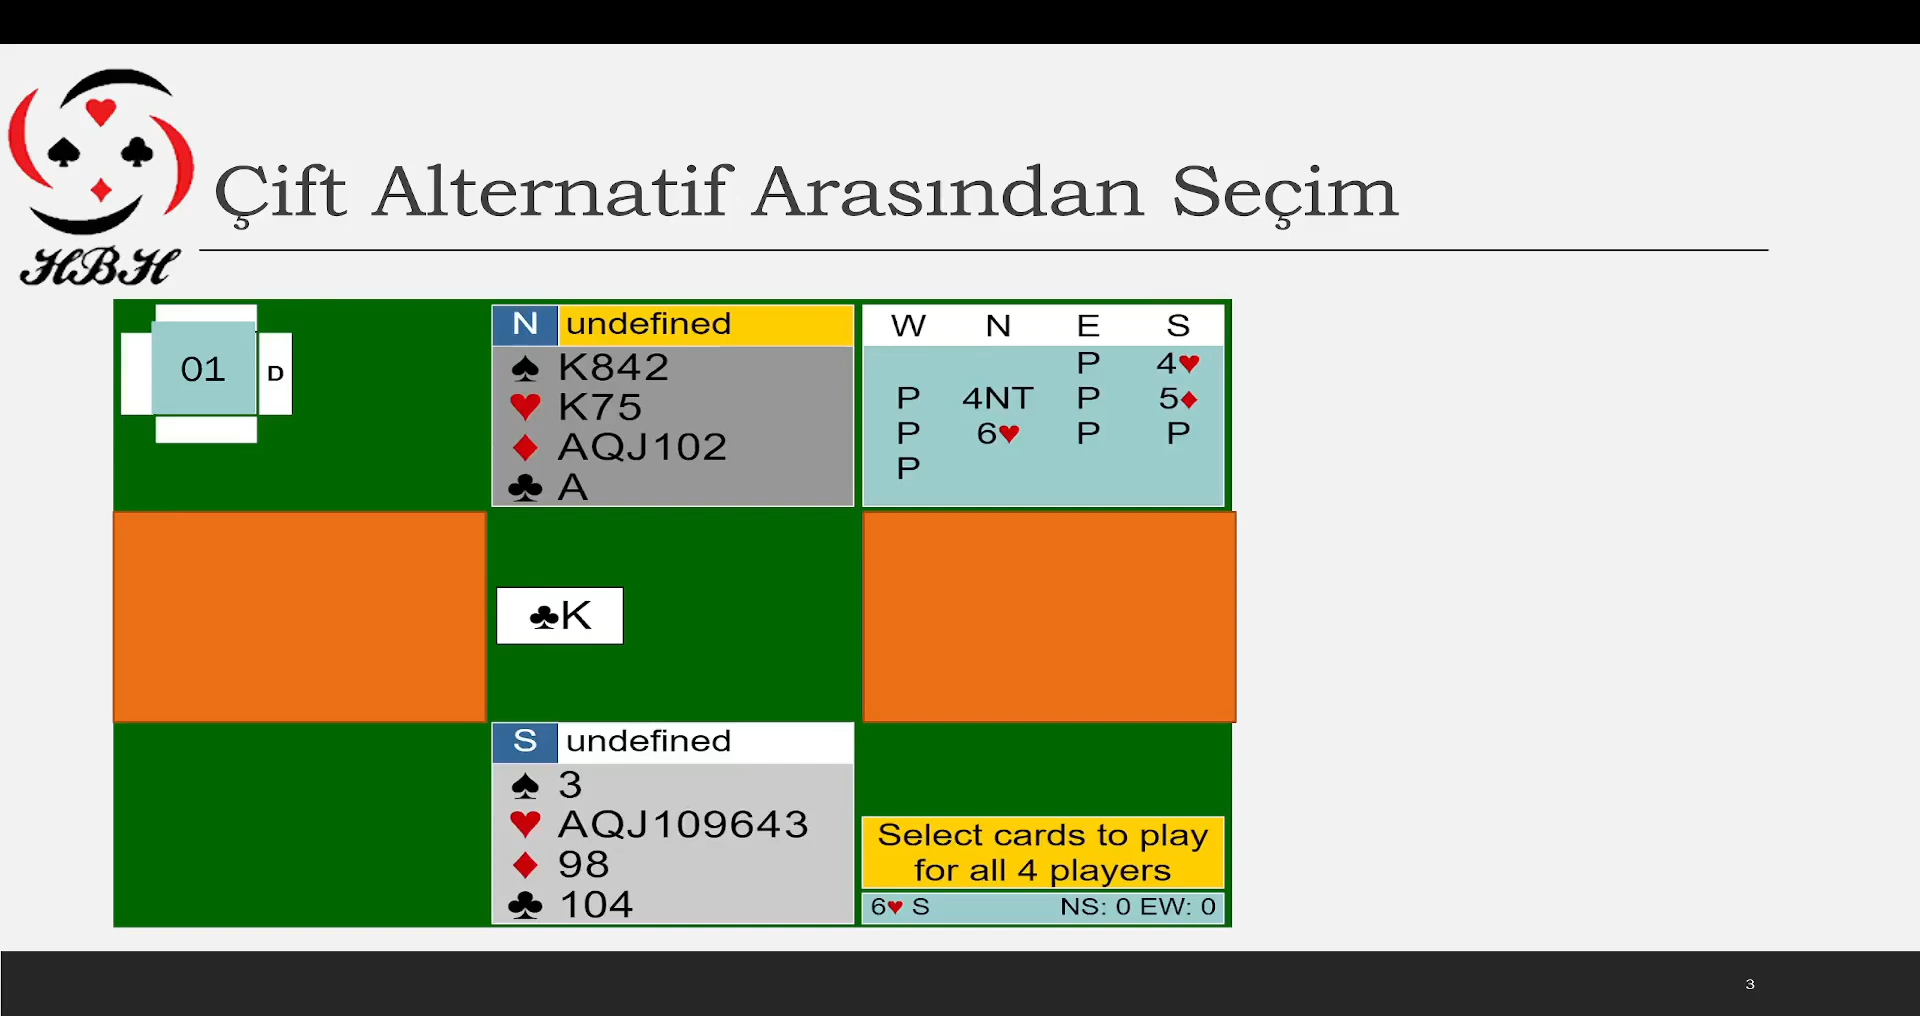 HBH
Çift Alternatif Arasından Seçim
01
D
N undefined
♠ K842
♥ K75
♦ AQJ102
♣ A
W N E S
P 4♥
P 4NT P 5♦
P 6♥ P P
P
♣K
S undefined
♠ 3
♥ AQJ109643
♦ 98
♣ 104
Select cards to play
for all 4 players
6♥ S NS: 0 EW: 0
3